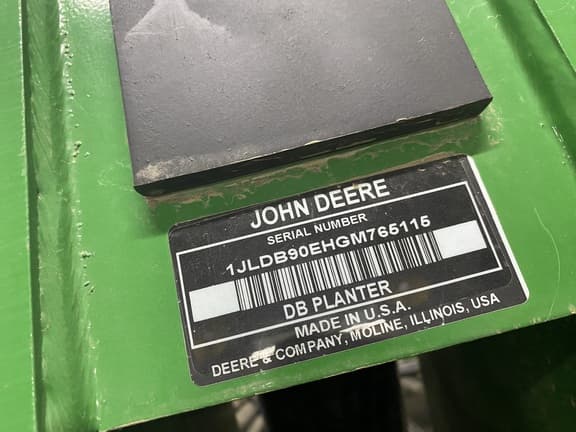 JOHN DEERE
SERIAL NUMBER
1JLDB90EHGM765115
DB PLANTER
MADE IN U.S.A.
DEERE & COMPANY, MOLINE, ILLINOIS, USA